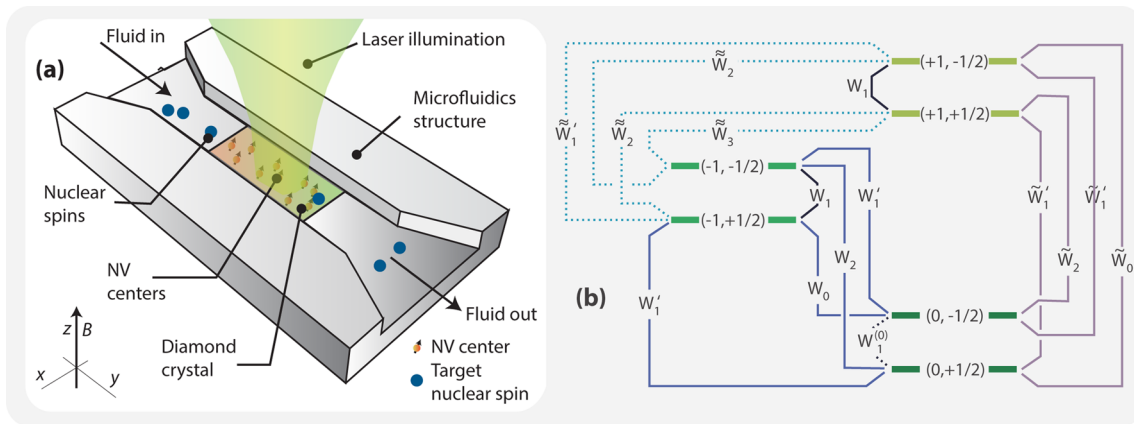 (a)
Fluid in
Laser illumination
Microfluidics
structure
Nuclear
spins
NV
centers
Diamond
crystal
Fluid out
NV center
Target
nuclear spin
z
B
x
y
(b)
W̃̃₂
W̃̃₁′
W̃̃₂
W̃̃₃
(+1, -1/2)
W₁
(+1,+1/2)
(-1, -1/2)
W₁
W₁′
(-1,+1/2)
W̃₁′
W̃₁′
W₂
W̃₂
W̃₀
W₀
W₁′
(0, -1/2)
W₁⁽⁰⁾
(0,+1/2)